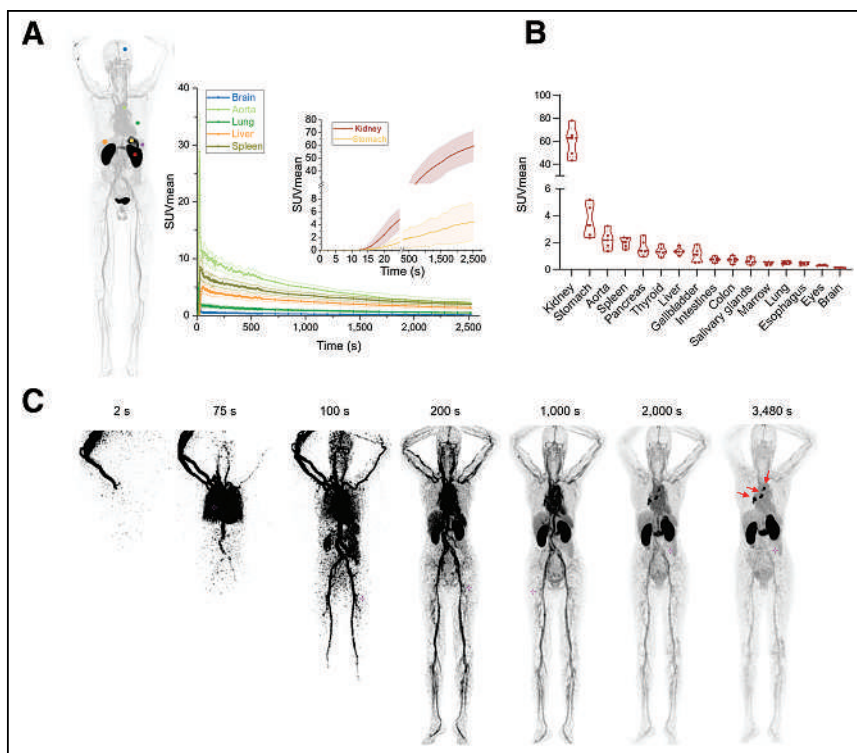 A
B
40
30
20
10
0
SUVmean
Brain
Aorta
Lung
Liver
Spleen
0 500 1,000 1,500 2,000 2,500
Time (s)
80
70
60
50
40
30
8
6
4
2
0
SUVmean
Kidney
Stomach
0 5 10 15 20 500 1,500 2,500
Time (s)
100
80
60
40
6
4
2
0
SUVmean
Kidney
Stomach
Aorta
Spleen
Pancreas
Thyroid
Liver
Gallbladder
Intestines
Colon
Salivary glands
Marrow
Lung
Esophagus
Eyes
Brain
C
2 s 75 s 100 s 200 s 1,000 s 2,000 s 3,480 s